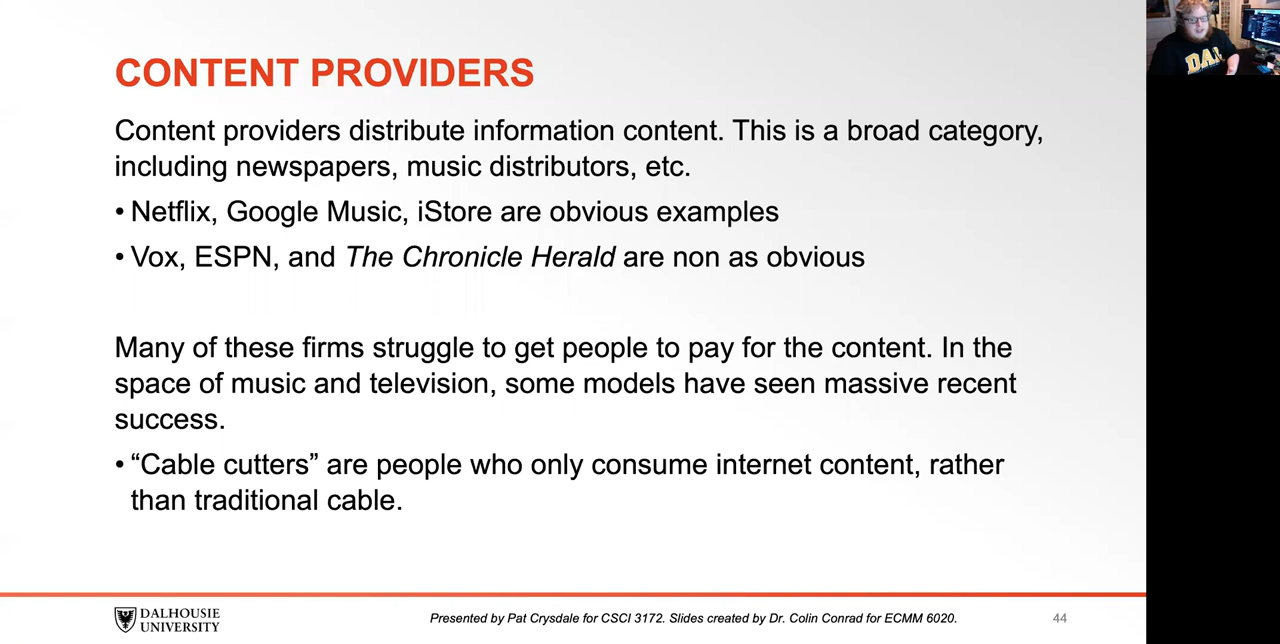 CONTENT PROVIDERS
Content providers distribute information content. This is a broad category,
including newspapers, music distributors, etc.
• Netflix, Google Music, iStore are obvious examples
• Vox, ESPN, and The Chronicle Herald are non as obvious
Many of these firms struggle to get people to pay for the content. In the
space of music and television, some models have seen massive recent
success.
• “Cable cutters” are people who only consume internet content, rather
than traditional cable.
DALHOUSIE
UNIVERSITY
Presented by Pat Crysdale for CSCI 3172. Slides created by Dr. Colin Conrad for ECMM 6020.
44
DAL